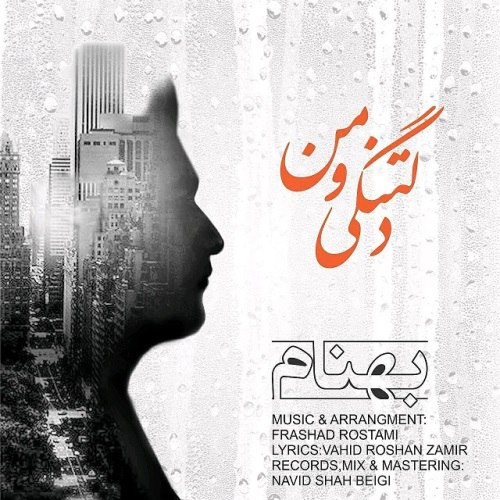 دلتنگی و من
بهنام
MUSIC & ARRANGMENT:
FRASHAD ROSTAMI
LYRICS:VAHID ROSHAN ZAMIR
RECORDS,MIX & MASTERING:
NAVID SHAH BEIGI